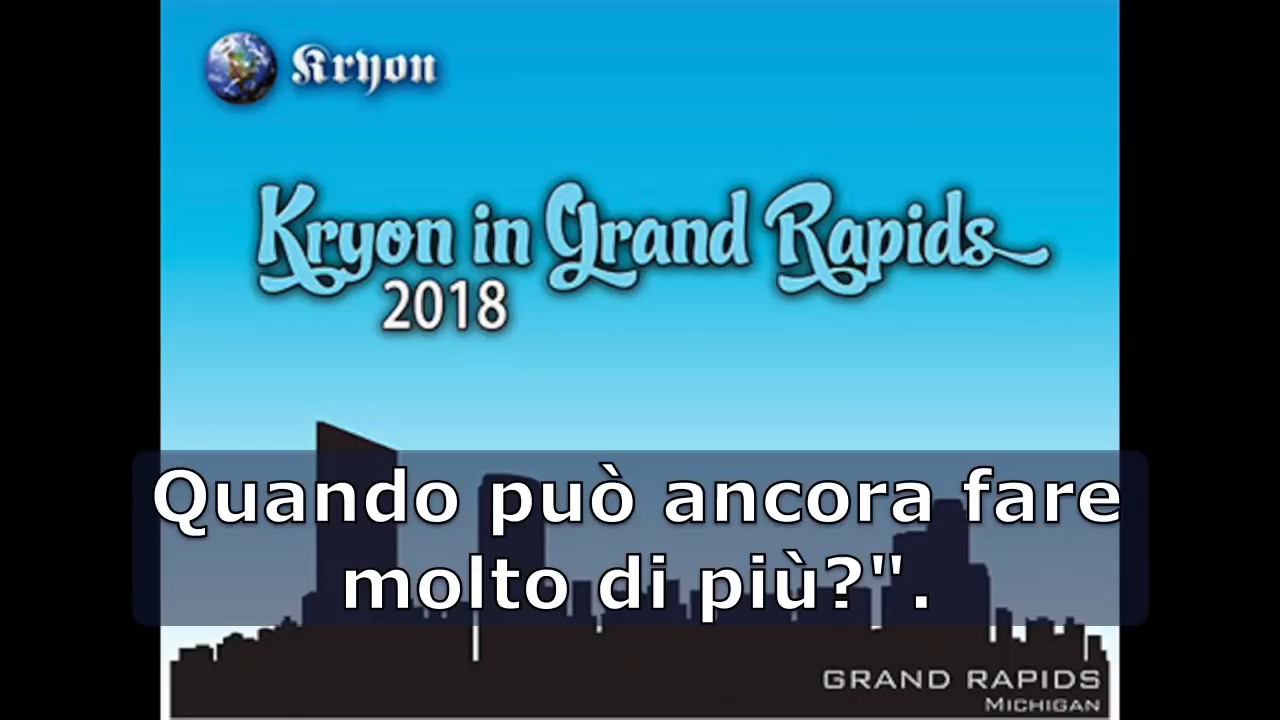 Kryon
Kryon in Grand Rapids
2018
Quando può ancora fare
molto di più?".
GRAND RAPIDS
MICHIGAN